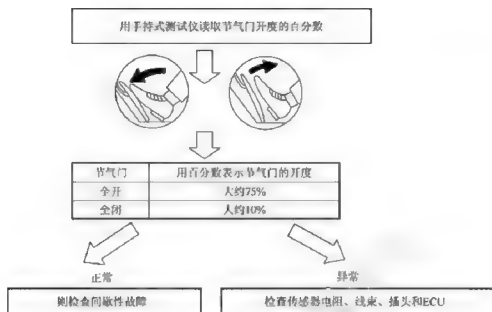 用手持式测试仪读取节气门开度的百分数
节气门 用百分数表示节气门的开度
全开 大约75%
全闭 大约10%
正常 异常
则检查间歇性故障 检查传感器电阻、线束、插头和ECU